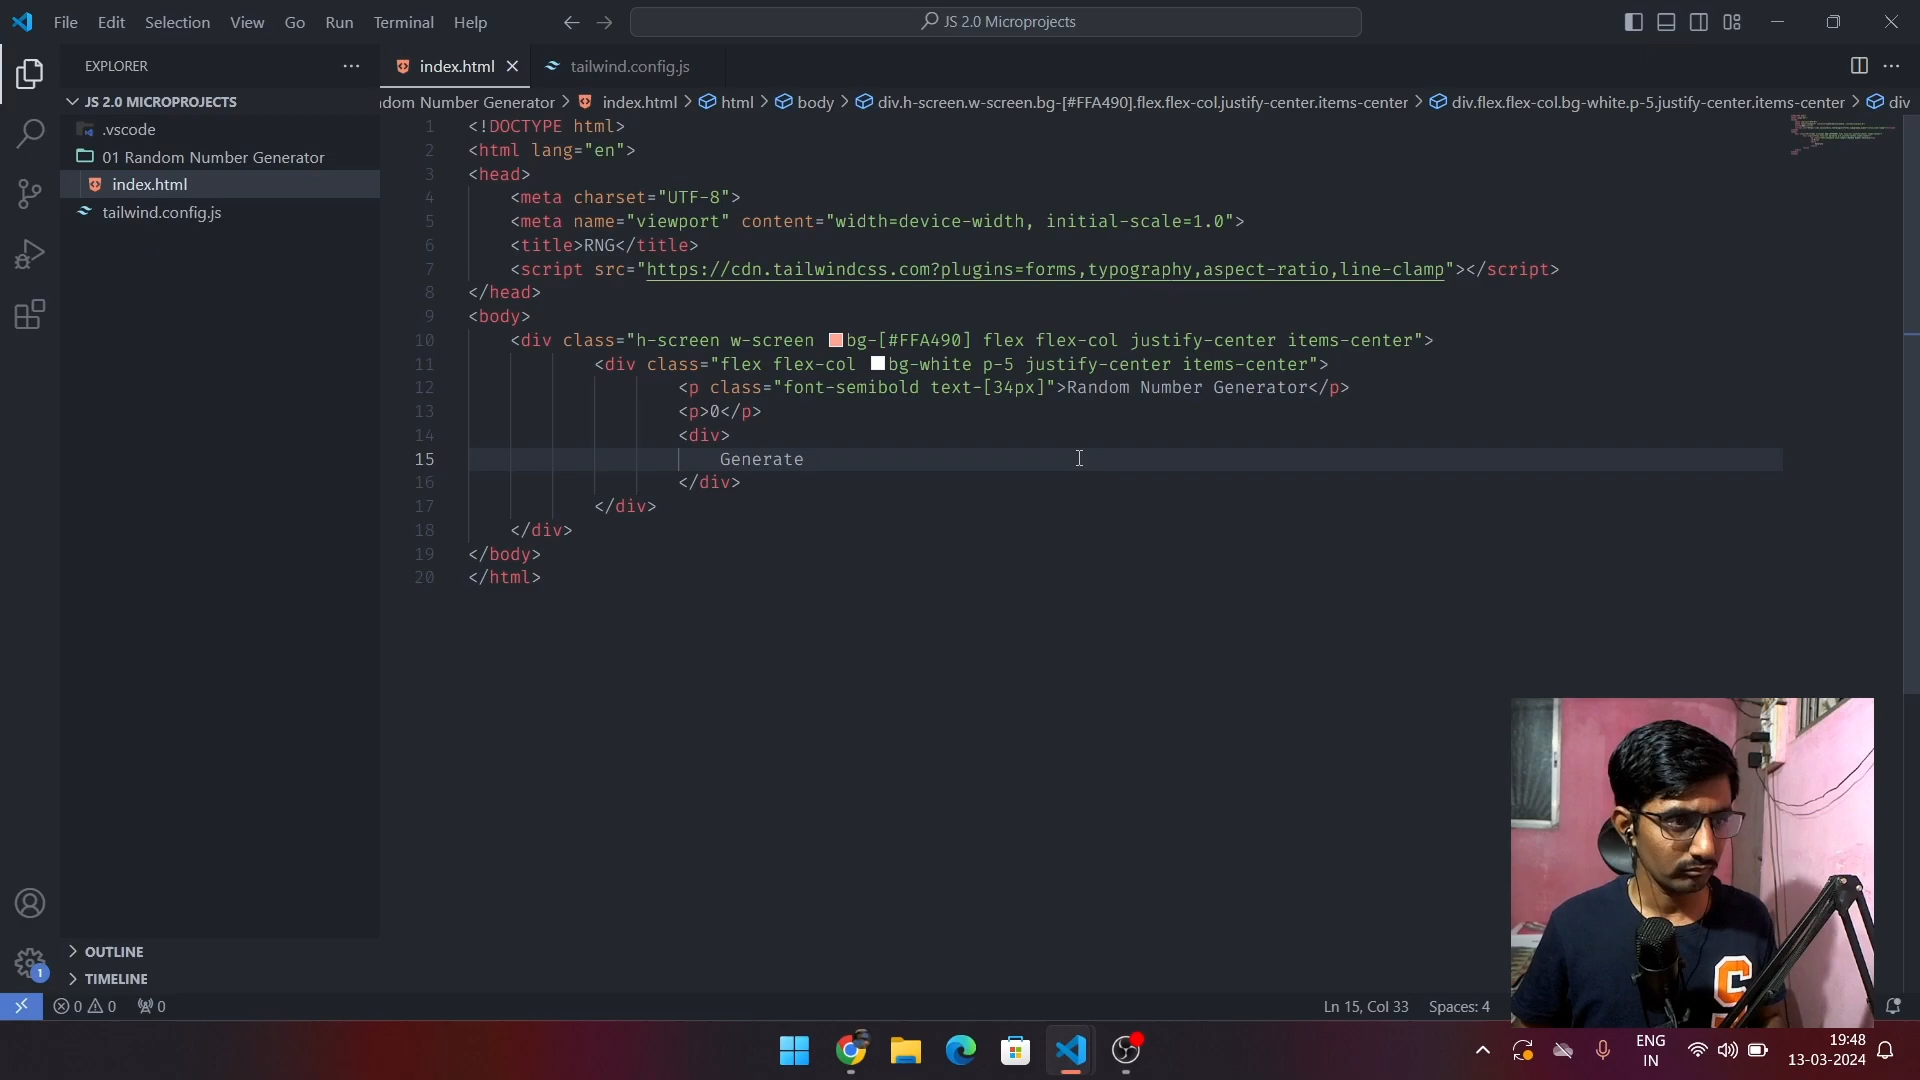 File Edit Selection View Go Run Terminal Help
JS 2.0 Microprojects
EXPLORER
JS 2.0 MICROPROJECTS
.vscode
01 Random Number Generator
index.html
tailwind.config.js
OUTLINE
TIMELINE
index.html
tailwind.config.js
dom Number Generator > index.html > html > body > div.h-screen.w-screen.bg-[#FFA490].flex.flex-col.justify-center.items-center > div.flex.flex-col.bg-white.p-5.justify-center.items-center > div
1 <!DOCTYPE html>
2 <html lang="en">
3 <head>
4 <meta charset="UTF-8">
5 <meta name="viewport" content="width=device-width, initial-scale=1.0">
6 <title>RNG</title>
7 <script src="https://cdn.tailwindcss.com?plugins=forms,typography,aspect-ratio,line-clamp"></script>
8 </head>
9 <body>
10 <div class="h-screen w-screen bg-[#FFA490] flex flex-col justify-center items-center">
11 <div class="flex flex-col bg-white p-5 justify-center items-center">
12 <p class="font-semibold text-[34px]">Random Number Generator</p>
13 <p>0</p>
14 <div>
15 Generate
16 </div>
17 </div>
18 </div>
19 </body>
20 </html>
C
1
0 0 0
Ln 15, Col 33 Spaces: 4
ENG
IN
19:48
13-03-2024